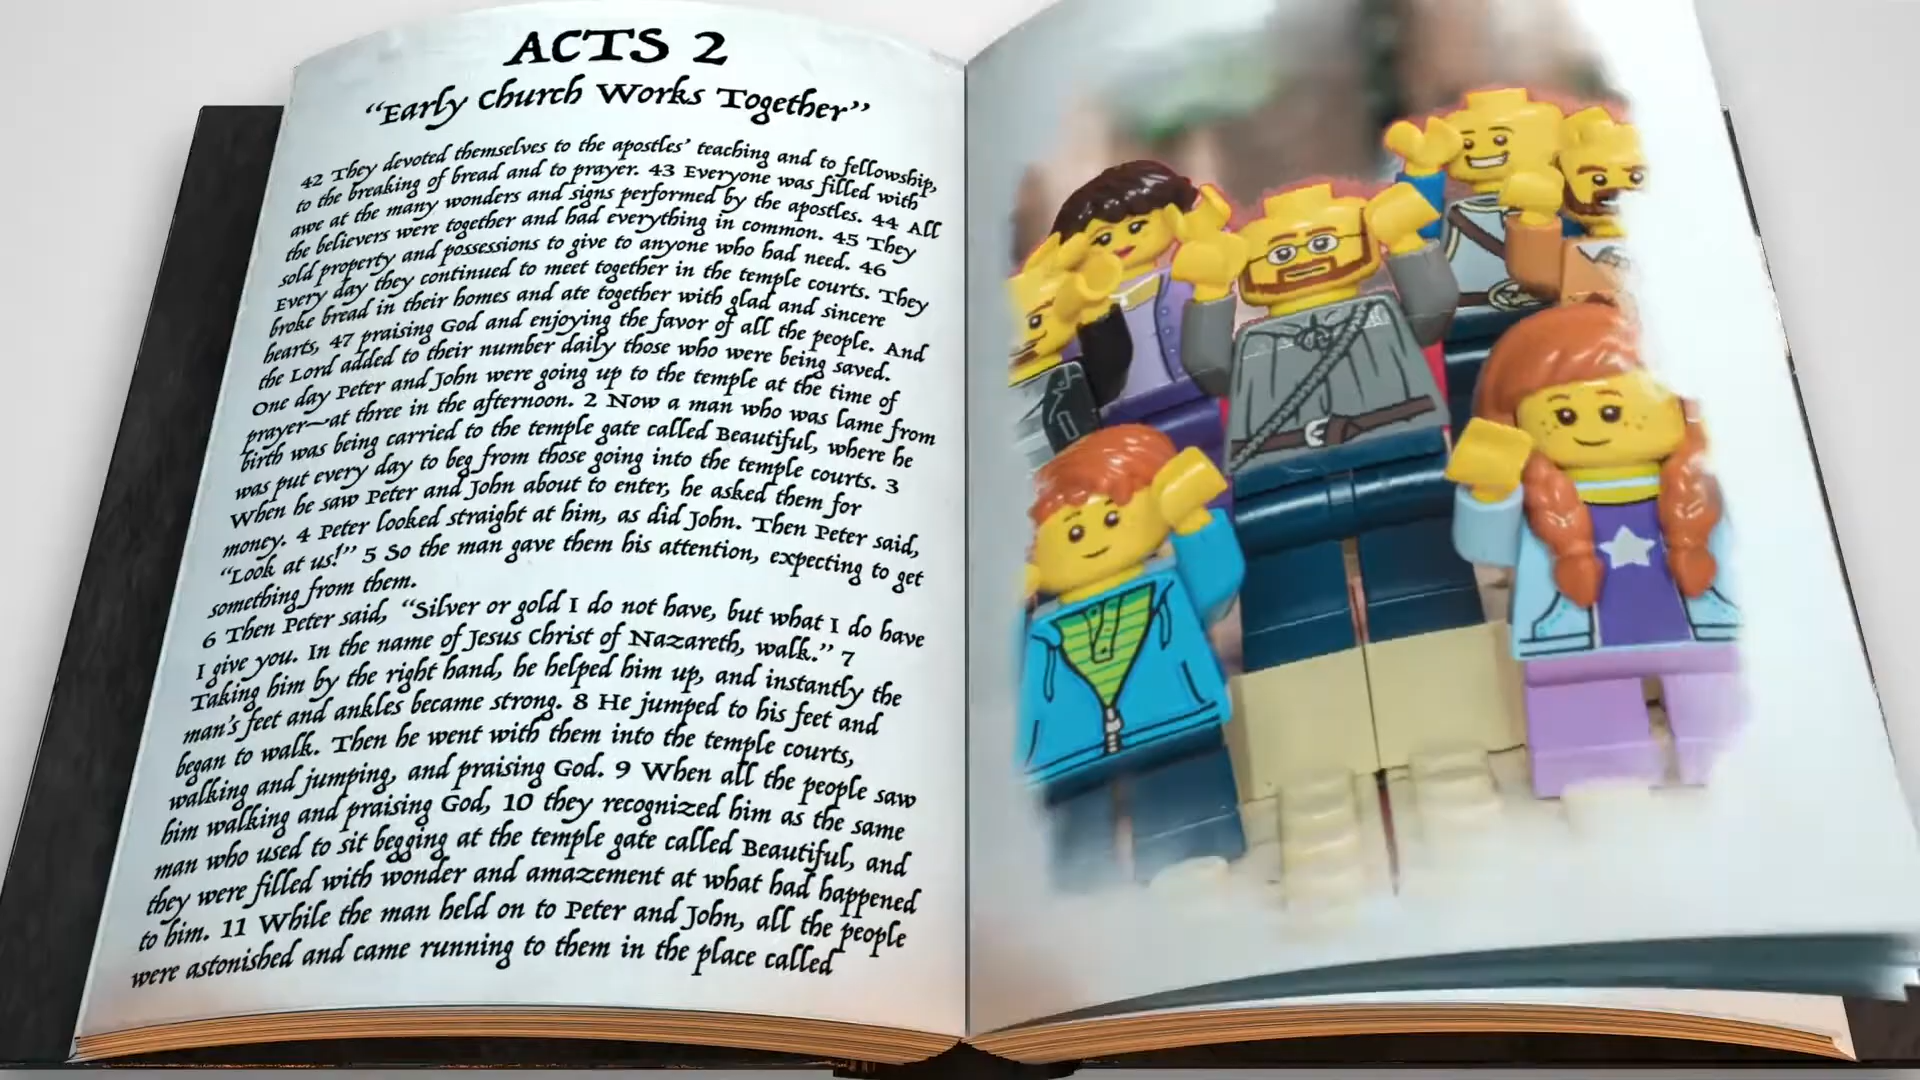 ACTS 2
“Early Church Works Together”
42 They devoted themselves to the apostles’ teaching and to fellowship,
to the breaking of bread and to prayer. 43 Everyone was filled with
awe at the many wonders and signs performed by the apostles. 44 All
the believers were together and had everything in common. 45 They
sold property and possessions to give to anyone who had need. 46
Every day they continued to meet together in the temple courts. They
broke bread in their homes and ate together with glad and sincere
hearts, 47 praising God and enjoying the favor of all the people. And
the Lord added to their number daily those who were being saved.
One day Peter and John were going up to the temple at the time of
prayer—at three in the afternoon. 2 Now a man who was lame from
birth was being carried to the temple gate called Beautiful, where he
was put every day to beg from those going into the temple courts. 3
When he saw Peter and John about to enter, he asked them for
money. 4 Peter looked straight at him, as did John. Then Peter said,
“Look at us!” 5 So the man gave them his attention, expecting to get
something from them.
6 Then Peter said, “Silver or gold I do not have, but what I do have
I give you. In the name of Jesus Christ of Nazareth, walk.” 7
Taking him by the right hand, he helped him up, and instantly the
man’s feet and ankles became strong. 8 He jumped to his feet and
began to walk. Then he went with them into the temple courts,
walking and jumping, and praising God. 9 When all the people saw
him walking and praising God, 10 they recognized him as the same
man who used to sit begging at the temple gate called Beautiful, and
they were filled with wonder and amazement at what had happened
to him. 11 While the man held on to Peter and John, all the people
were astonished and came running to them in the place called